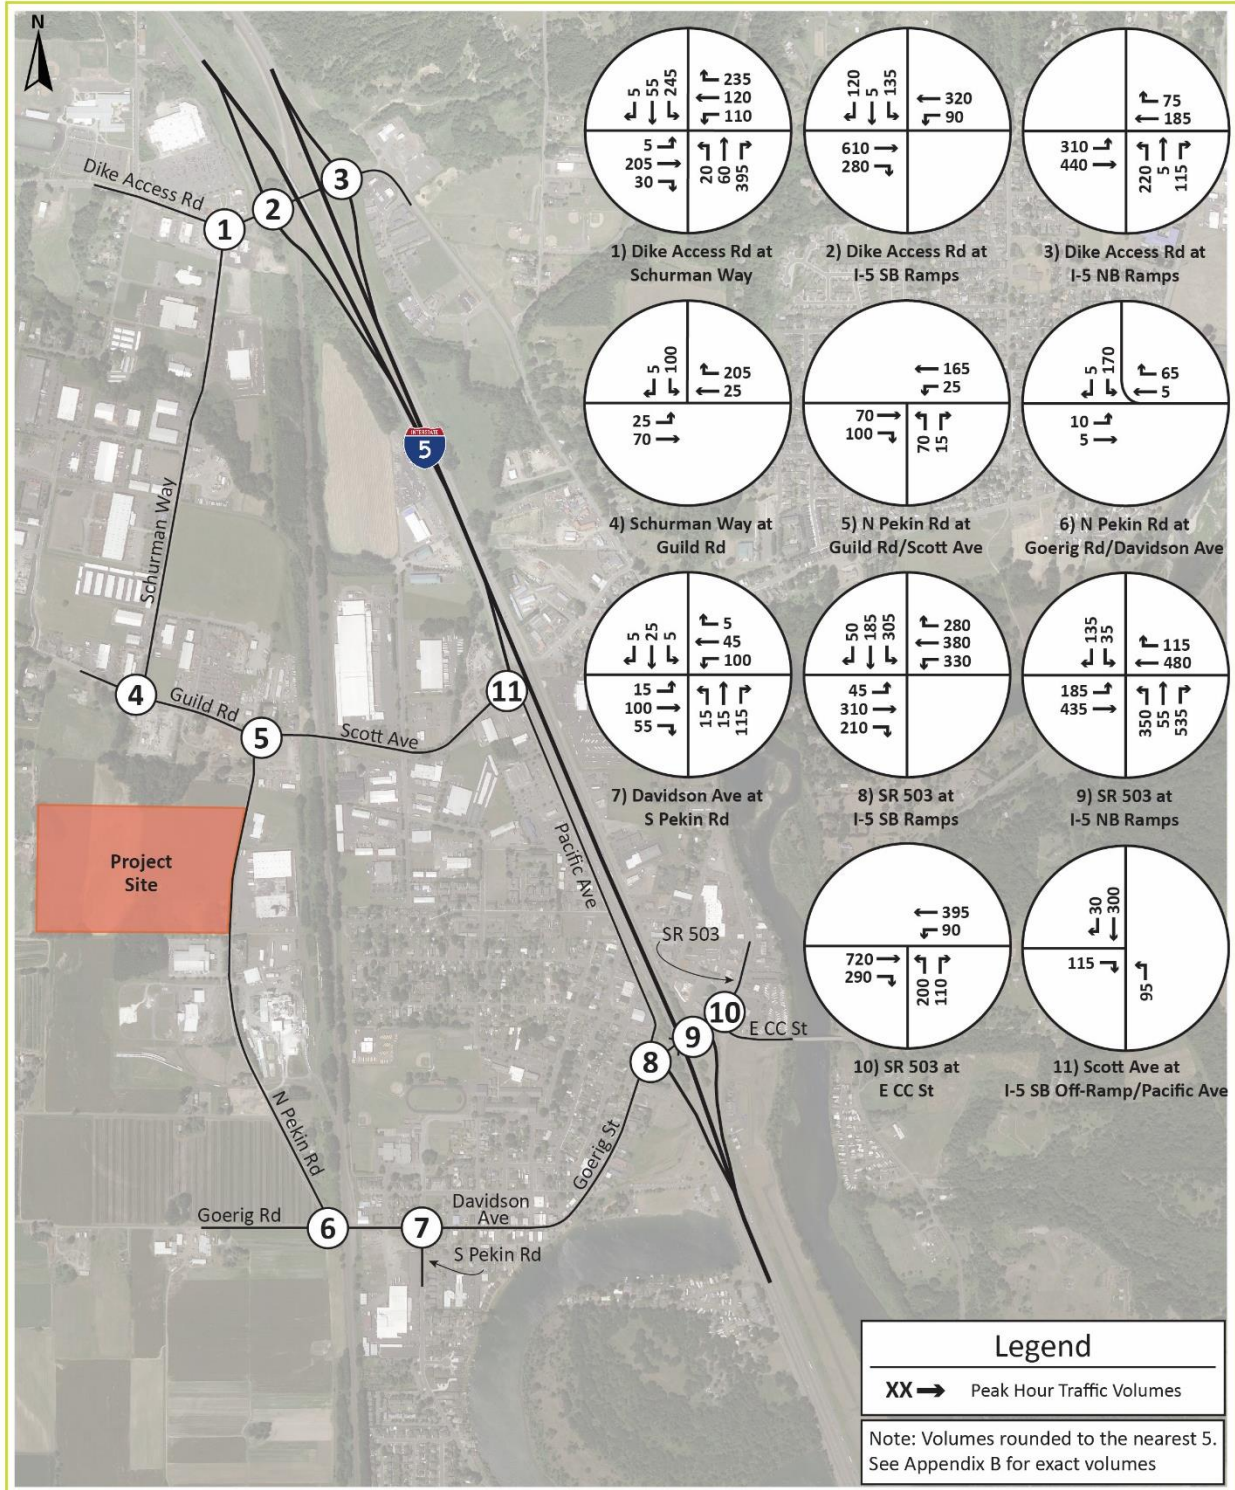 N
5
55
245
235
120
110
5
205
30
20
60
395
1) Dike Access Rd at
Schurman Way
120
5
135
320
90
610
280
2) Dike Access Rd at
I-5 SB Ramps
75
185
310
440
220
5
115
3) Dike Access Rd at
I-5 NB Ramps
5
100
205
25
25
70
4) Schurman Way at
Guild Rd
165
25
70
100
70
15
5) N Pekin Rd at
Guild Rd/Scott Ave
5
170
65
5
10
5
6) N Pekin Rd at
Goerig Rd/Davidson Ave
5
25
5
5
45
100
15
100
55
15
15
115
7) Davidson Ave at
S Pekin Rd
50
185
305
280
380
330
45
310
210
8) SR 503 at
I-5 SB Ramps
135
35
115
480
185
435
350
55
535
9) SR 503 at
I-5 NB Ramps
395
90
720
290
200
110
10) SR 503 at
E CC St
30
300
115
95
11) Scott Ave at
I-5 SB Off-Ramp/Pacific Ave
Dike Access Rd
1
2
3
INTERSTATE
5
Schurman Way
4
Guild Rd
5
Scott Ave
11
Project
Site
Pacific Ave
SR 503
10
E CC St
9
8
N Pekin Rd
Goerig St
Goerig Rd
6
7
Davidson
Ave
S Pekin Rd
Legend
XX Peak Hour Traffic Volumes
Note: Volumes rounded to the nearest 5.
See Appendix B for exact volumes